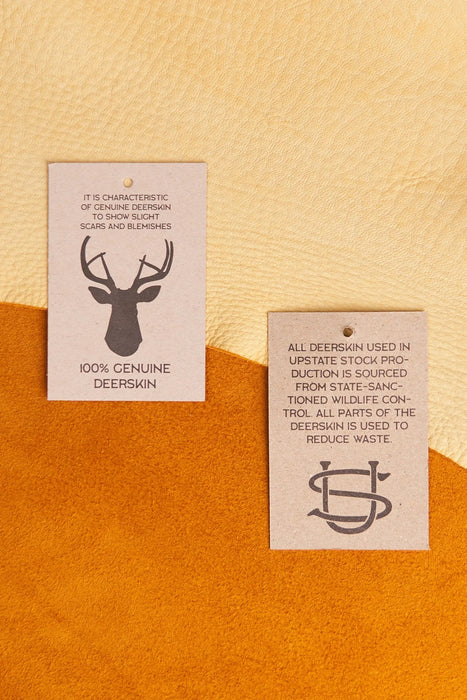 IT IS CHARACTERISTIC
OF GENUINE DEERSKIN
TO SHOW SLIGHT
SCARS AND BLEMISHES
100% GENUINE
DEERSKIN
ALL DEERSKIN USED IN
UPSTATE STOCK PRO-
DUCTION IS SOURCED
FROM STATE-SANC-
TIONED WILDLIFE CON-
TROL. ALL PARTS OF THE
DEERSKIN IS USED TO
REDUCE WASTE.
US